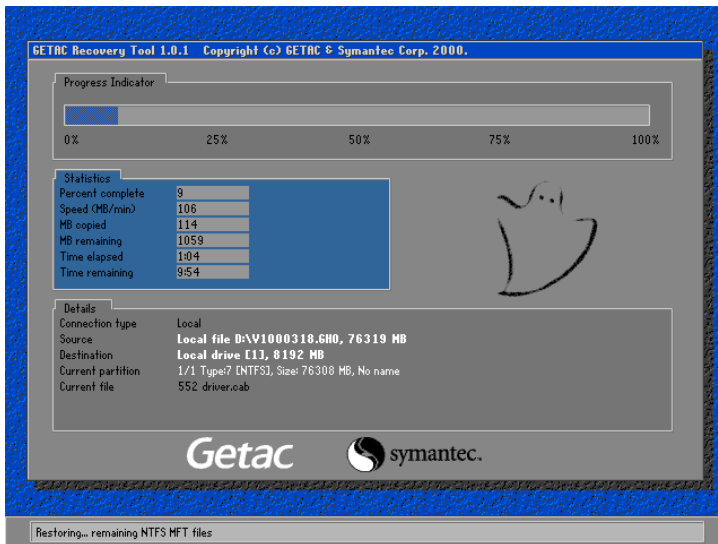 GETAC Recovery Tool 1.0.1 Copyright (c) GETAC & Symantec Corp. 2000.
Progress Indicator
0% 25% 50% 75% 100%
Statistics
Percent complete 9
Speed (MB/min) 106
MB copied 114
MB remaining 1059
Time elapsed 1:04
Time remaining 9:54
Details
Connection type Local
Source Local file D:\V1000318.GHO, 76319 MB
Destination Local drive [1], 8192 MB
Current partition 1/1 Type:7 [NTFS], Size: 76308 MB, No name
Current file 552 driver.cab
Getac symantec.
Restoring... remaining NTFS MFT files